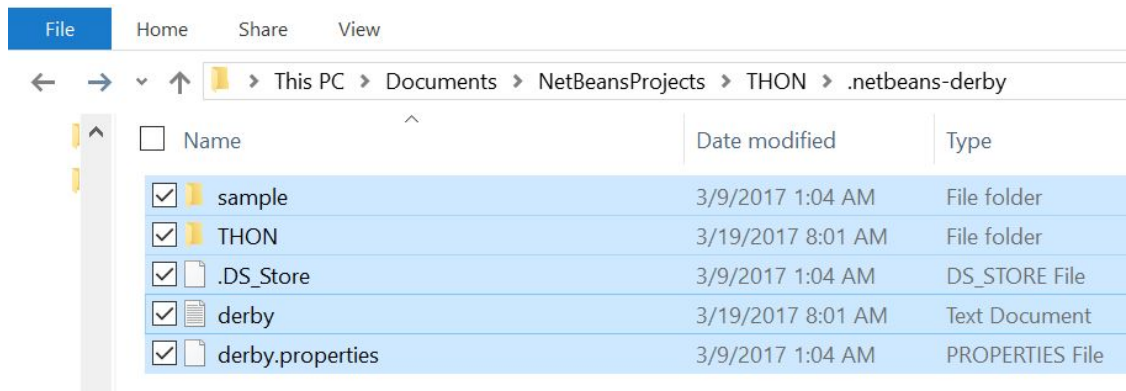 File Home Share View
This PC > Documents > NetBeansProjects > THON > .netbeans-derby
Name Date modified Type
sample 3/9/2017 1:04 AM File folder
THON 3/19/2017 8:01 AM File folder
.DS_Store 3/9/2017 1:04 AM DS_STORE File
derby 3/19/2017 8:01 AM Text Document
derby.properties 3/9/2017 1:04 AM PROPERTIES File